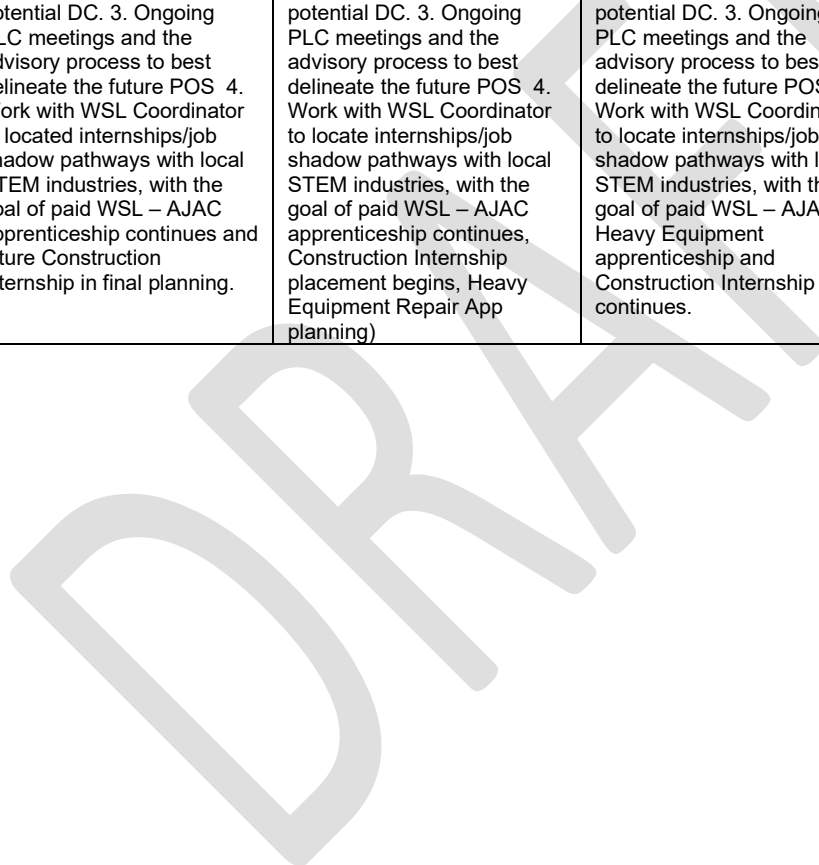 otential DC. 3. Ongoing
LC meetings and the
dvisory process to best
elineate the future POS  4.
ork with WSL Coordinator
located internships/job
hadow pathways with local
TEM industries, with the
oal of paid WSL – AJAC
pprenticeship continues and
ture Construction
ternship in final planning.
potential DC. 3. Ongoing
PLC meetings and the
advisory process to best
delineate the future POS  4.
Work with WSL Coordinator
to locate internships/job
shadow pathways with local
STEM industries, with the
goal of paid WSL – AJAC
apprenticeship continues,
Construction Internship
placement begins, Heavy
Equipment Repair App
planning)
potential DC. 3. Ongoing
PLC meetings and the
advisory process to bes
delineate the future POS
Work with WSL Coordin
to locate internships/job
shadow pathways with l
STEM industries, with th
goal of paid WSL – AJA
Heavy Equipment
apprenticeship and
Construction Internship
continues.
DRAF